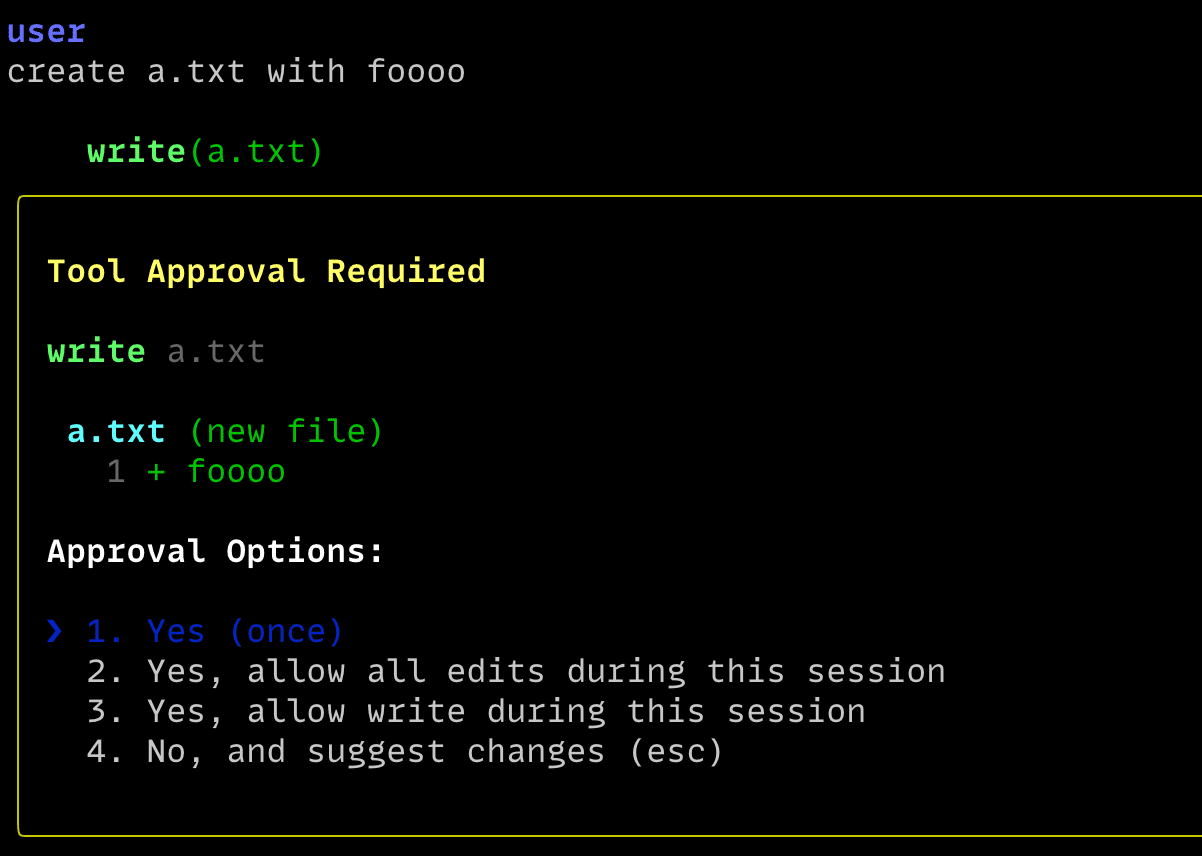 user
create a.txt with foooo
write(a.txt)
Tool Approval Required
write a.txt
a.txt (new file)
1 + foooo
Approval Options:
❯ 1. Yes (once)
2. Yes, allow all edits during this session
3. Yes, allow write during this session
4. No, and suggest changes (esc)